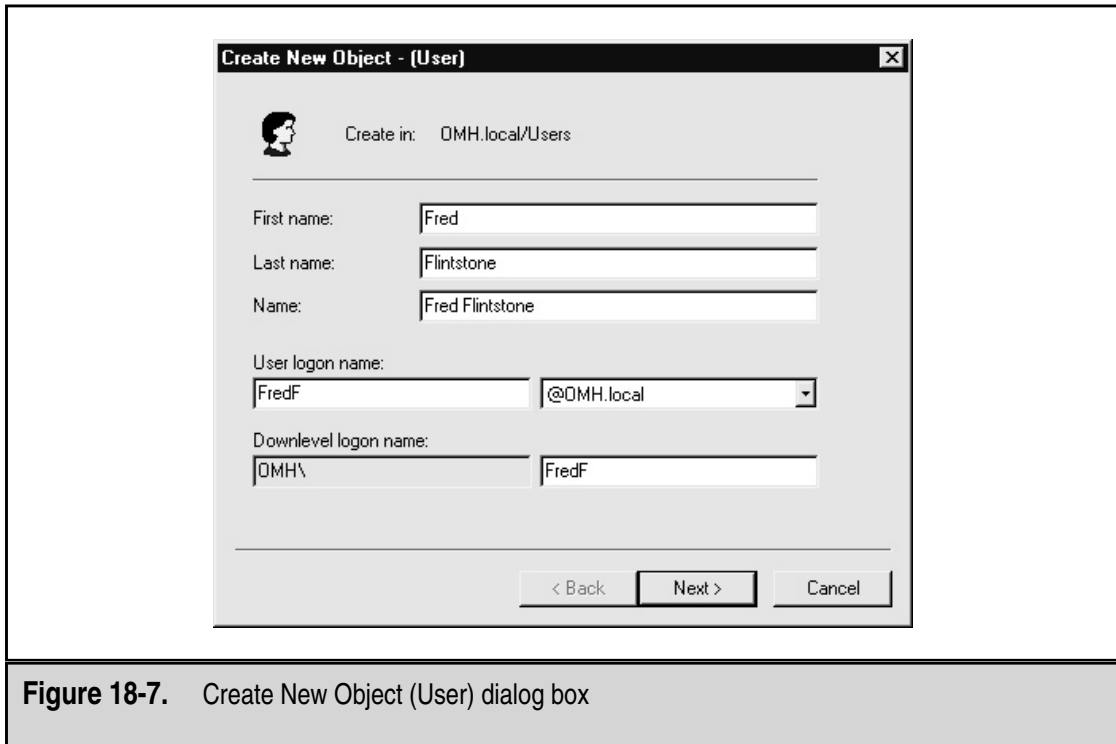 Create New Object - (User)
Create in: OMH.local/Users
First name: Fred
Last name: Flintstone
Name: Fred Flintstone
User logon name:
FredF @OMH.local
Downlevel logon name:
OMH\ FredF
< Back Next > Cancel
Figure 18-7. Create New Object (User) dialog box